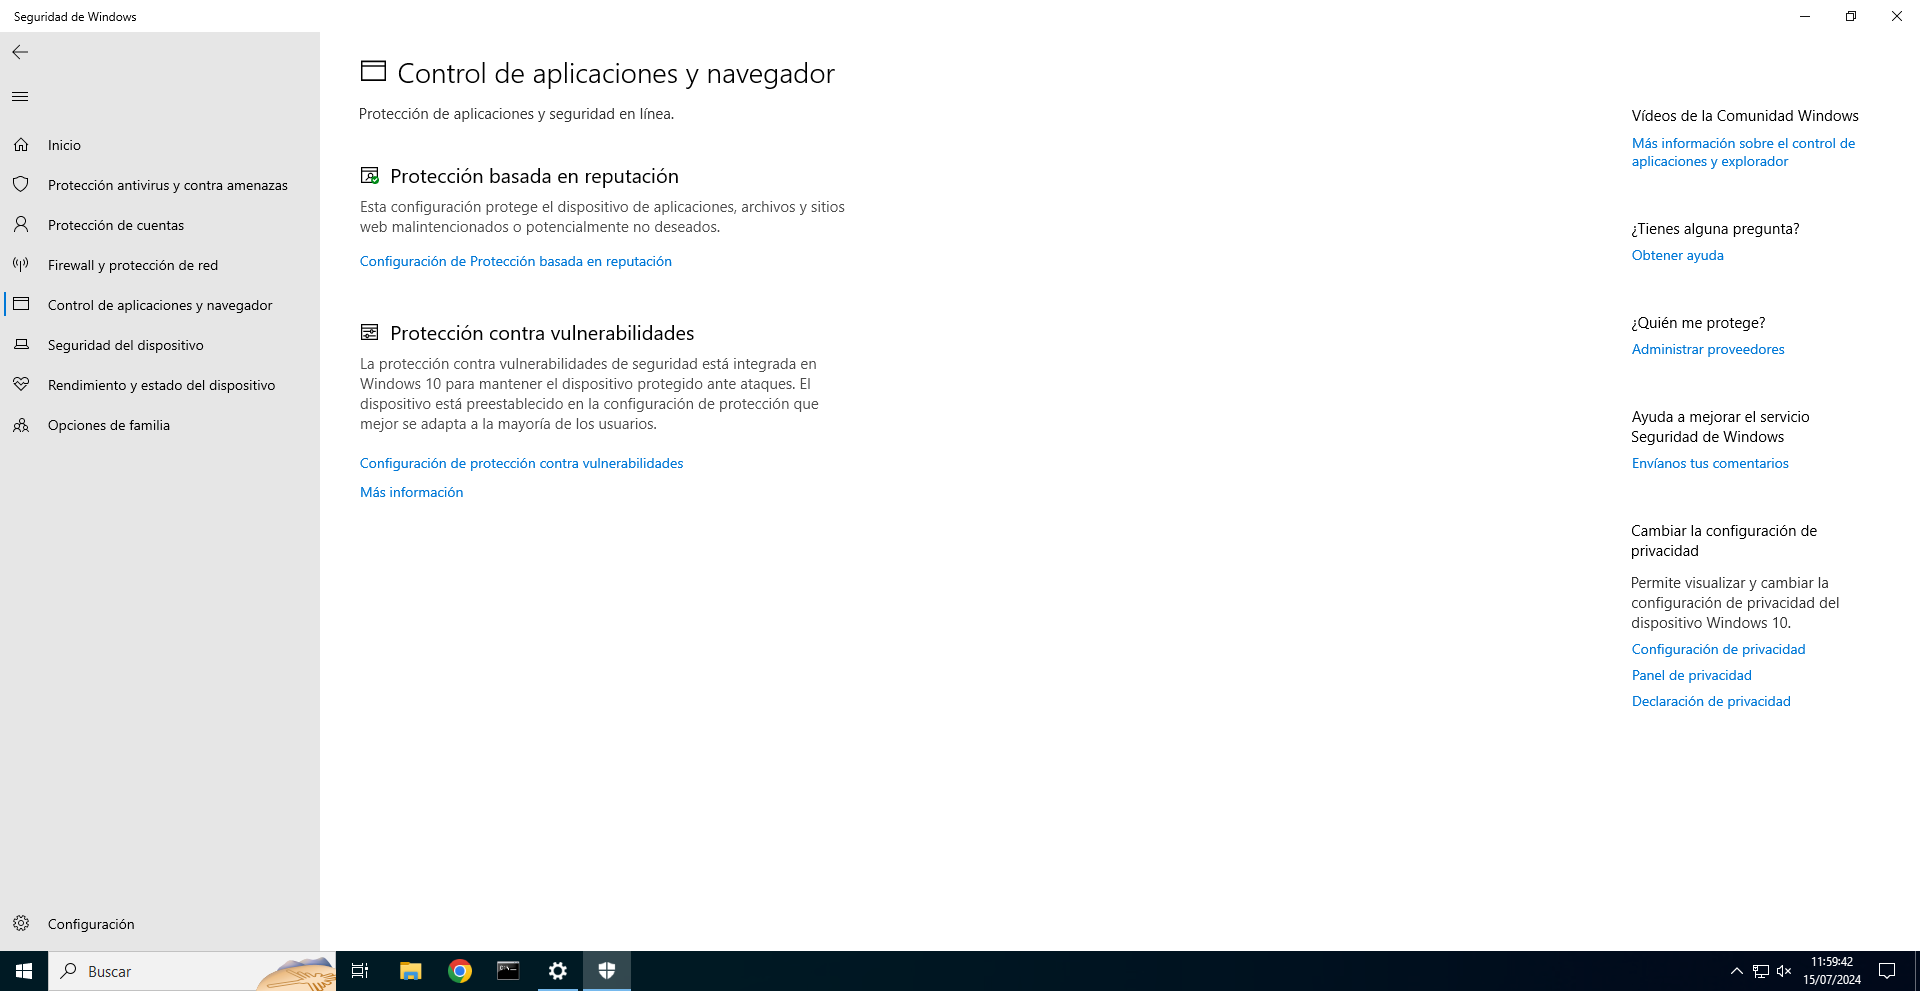 Seguridad de Windows
Inicio
Protección antivirus y contra amenazas
Protección de cuentas
Firewall y protección de red
Control de aplicaciones y navegador
Seguridad del dispositivo
Rendimiento y estado del dispositivo
Opciones de familia
Configuración
Control de aplicaciones y navegador
Protección de aplicaciones y seguridad en línea.
Protección basada en reputación
Esta configuración protege el dispositivo de aplicaciones, archivos y sitios
web malintencionados o potencialmente no deseados.
Configuración de Protección basada en reputación
Protección contra vulnerabilidades
La protección contra vulnerabilidades de seguridad está integrada en
Windows 10 para mantener el dispositivo protegido ante ataques. El
dispositivo está preestablecido en la configuración de protección que
mejor se adapta a la mayoría de los usuarios.
Configuración de protección contra vulnerabilidades
Más información
Vídeos de la Comunidad Windows
Más información sobre el control de
aplicaciones y explorador
¿Tienes alguna pregunta?
Obtener ayuda
¿Quién me protege?
Administrar proveedores
Ayuda a mejorar el servicio
Seguridad de Windows
Envíanos tus comentarios
Cambiar la configuración de
privacidad
Permite visualizar y cambiar la
configuración de privacidad del
dispositivo Windows 10.
Configuración de privacidad
Panel de privacidad
Declaración de privacidad
Buscar
11:59:42
15/07/2024